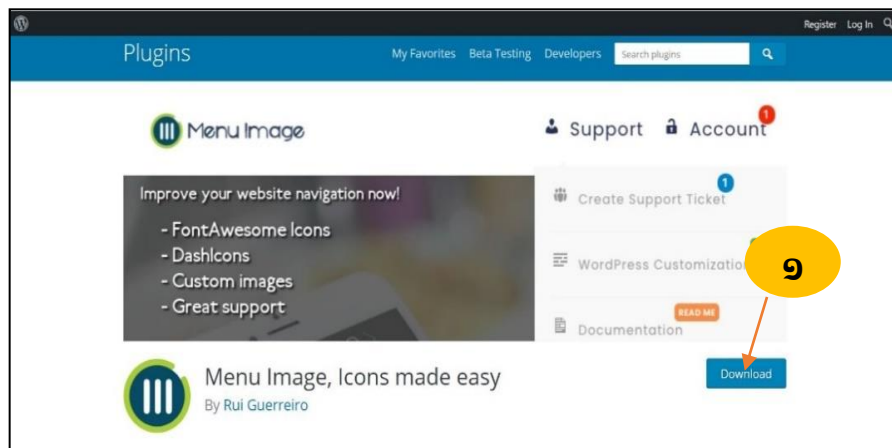 Register Log In
Plugins My Favorites Beta Testing Developers Search plugins
Menu Image
Support Account 1
Improve your website navigation now!
- FontAwesome Icons
- DashIcons
- Custom images
- Great support
Create Support Ticket 1
WordPress Customization
๑
READ ME
Documentation
Menu Image, Icons made easy
By Rui Guerreiro
Download